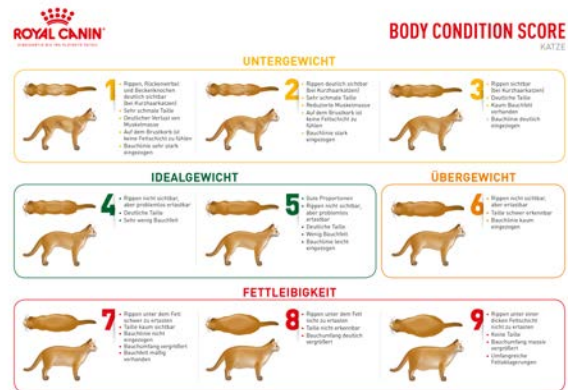 ROYAL CANIN
BODY CONDITION SCORE
KATZE
UNTERGEWICHT
1
Rippen, Rückenwirbel
und Beckenknochen
deutlich sichtbar
(bei Kurzhaarkatzen)
Sehr schmale Taille
Deutlicher Verlust von
Muskelmasse
Auf dem Brustkorb ist
keine Fettschicht zu
fühlen
Bauchlinie sehr stark
eingezogen
2
Rippen deutlich sichtbar
(bei Kurzhaarkatzen)
Sehr schmale Taille
Reduzierte Muskelmasse
Auf dem Brustkorb ist
keine Fettschicht zu
fühlen
Bauchlinie stark
eingezogen
3
Rippen sichtbar
(bei Kurzhaarkatzen)
Deutliche Taille
Kaum Bauchfett
vorhanden
Bauchlinie deutlich
eingezogen
IDEALGEWICHT
4
Rippen nicht sichtbar,
aber problemlos ertastbar
Deutliche Taille
Sehr wenig Bauchfett
5
Gute Proportionen
Rippen nicht sichtbar,
aber problemlos
ertastbar
Deutliche Taille
Wenig Bauchfett
Bauchlinie leicht
eingezogen
ÜBERGEWICHT
6
Rippen nicht sichtbar,
aber ertastbar
Taille schwer erkennbar
Bauchlinie kaum
eingezogen
FETTLEIBIGKEIT
7
Rippen unter dem Fett
schwer zu ertasten
Taille kaum sichtbar
Bauchlinie nicht
eingezogen
Bauchumfang vergrößert
Bauchfett mäßig
vorhanden
8
Rippen unter dem Fett
nicht zu ertasten
Taille nicht erkennbar
Bauchumfang deutlich
vergrößert
9
Rippen unter einer
dicken Fettschicht
nicht zu ertasten
Keine Taille
Bauchumfang massiv
vergrößert
Umfangreiche
Fettablagerungen